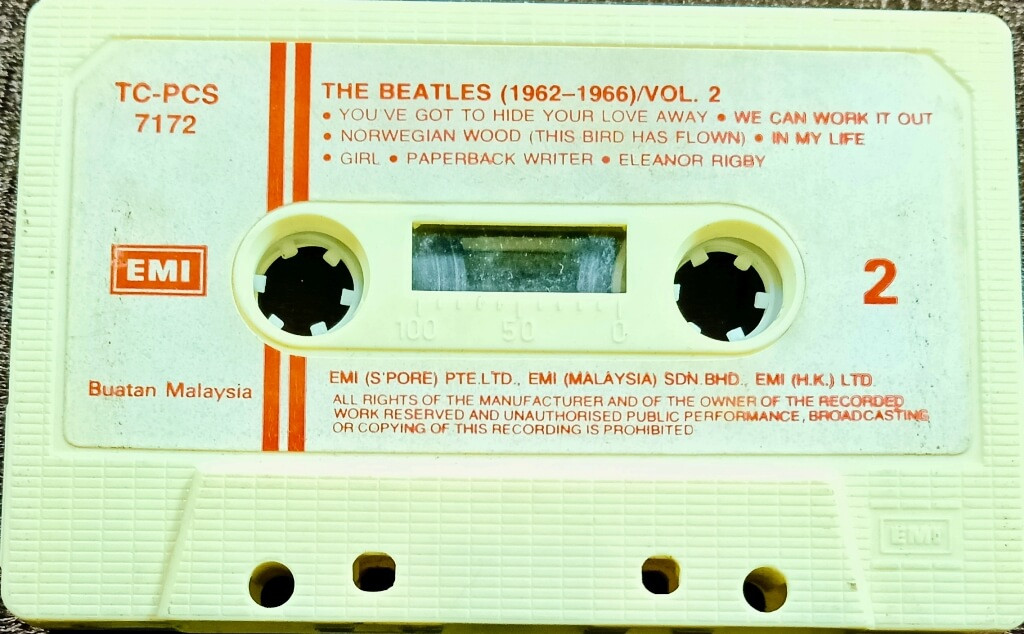 TC-PCS
7172
THE BEATLES (1962–1966)/VOL. 2
• YOU'VE GOT TO HIDE YOUR LOVE AWAY • WE CAN WORK IT OUT
• NORWEGIAN WOOD (THIS BIRD HAS FLOWN) • IN MY LIFE
• GIRL • PAPERBACK WRITER • ELEANOR RIGBY
EMI
2
100 50 0
Buatan Malaysia
EMI (S'PORE) PTE.LTD., EMI (MALAYSIA) SDN.BHD., EMI (H.K.) LTD.
ALL RIGHTS OF THE MANUFACTURER AND OF THE OWNER OF THE RECORDED
WORK RESERVED AND UNAUTHORISED PUBLIC PERFORMANCE, BROADCASTING
OR COPYING OF THIS RECORDING IS PROHIBITED
EMI